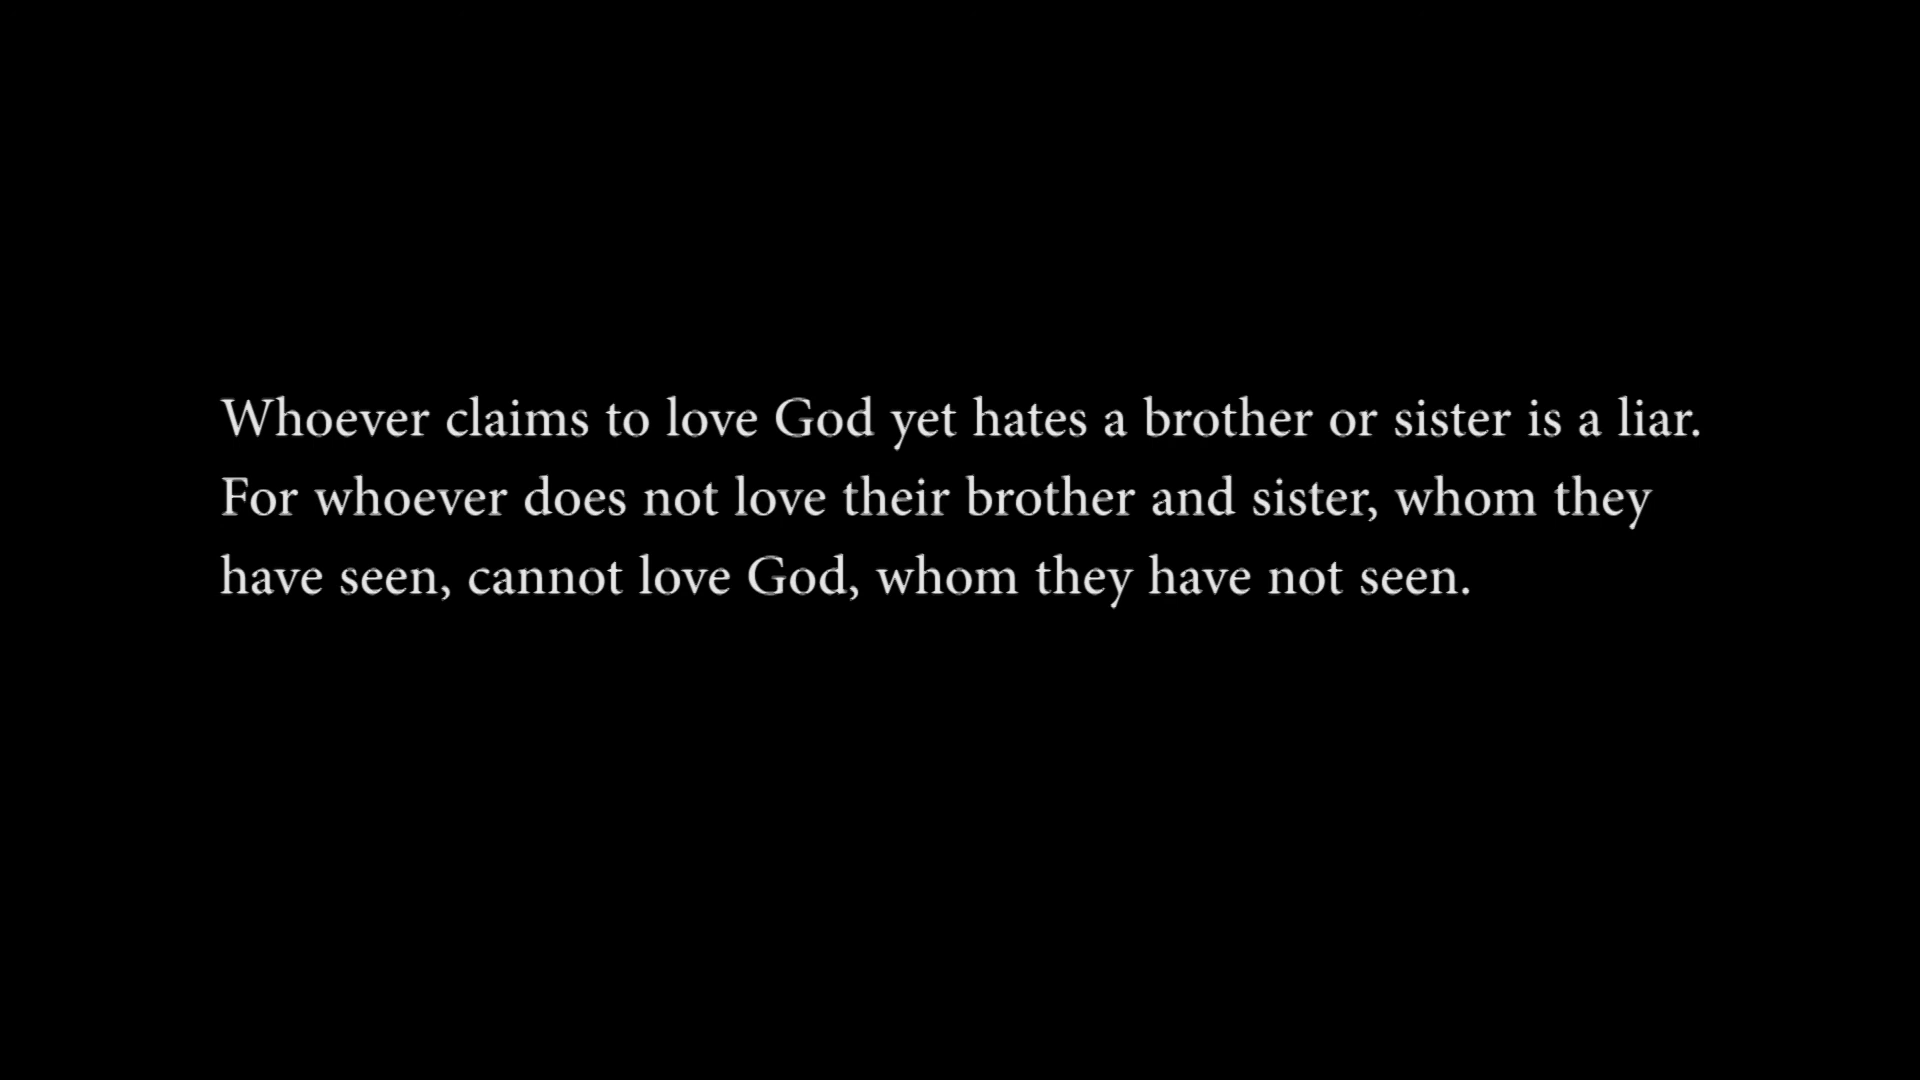 Whoever claims to love God yet hates a brother or sister is a liar.
For whoever does not love their brother and sister, whom they
have seen, cannot love God, whom they have not seen.